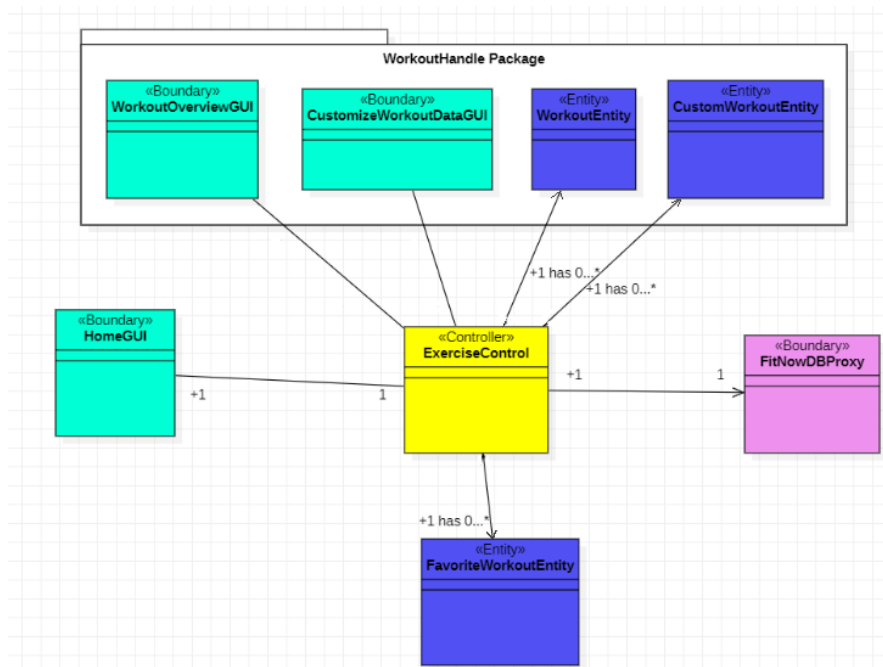 WorkoutHandle Package
«Boundary»
WorkoutOverviewGUI
«Boundary»
CustomizeWorkoutDataGUI
«Entity»
WorkoutEntity
«Entity»
CustomWorkoutEntity
+1 has 0...*
+1 has 0...*
«Boundary»
HomeGUI
+1
1
«Controller»
ExerciseControl
+1
1
«Boundary»
FitNowDBProxy
+1 has 0...*
«Entity»
FavoriteWorkoutEntity